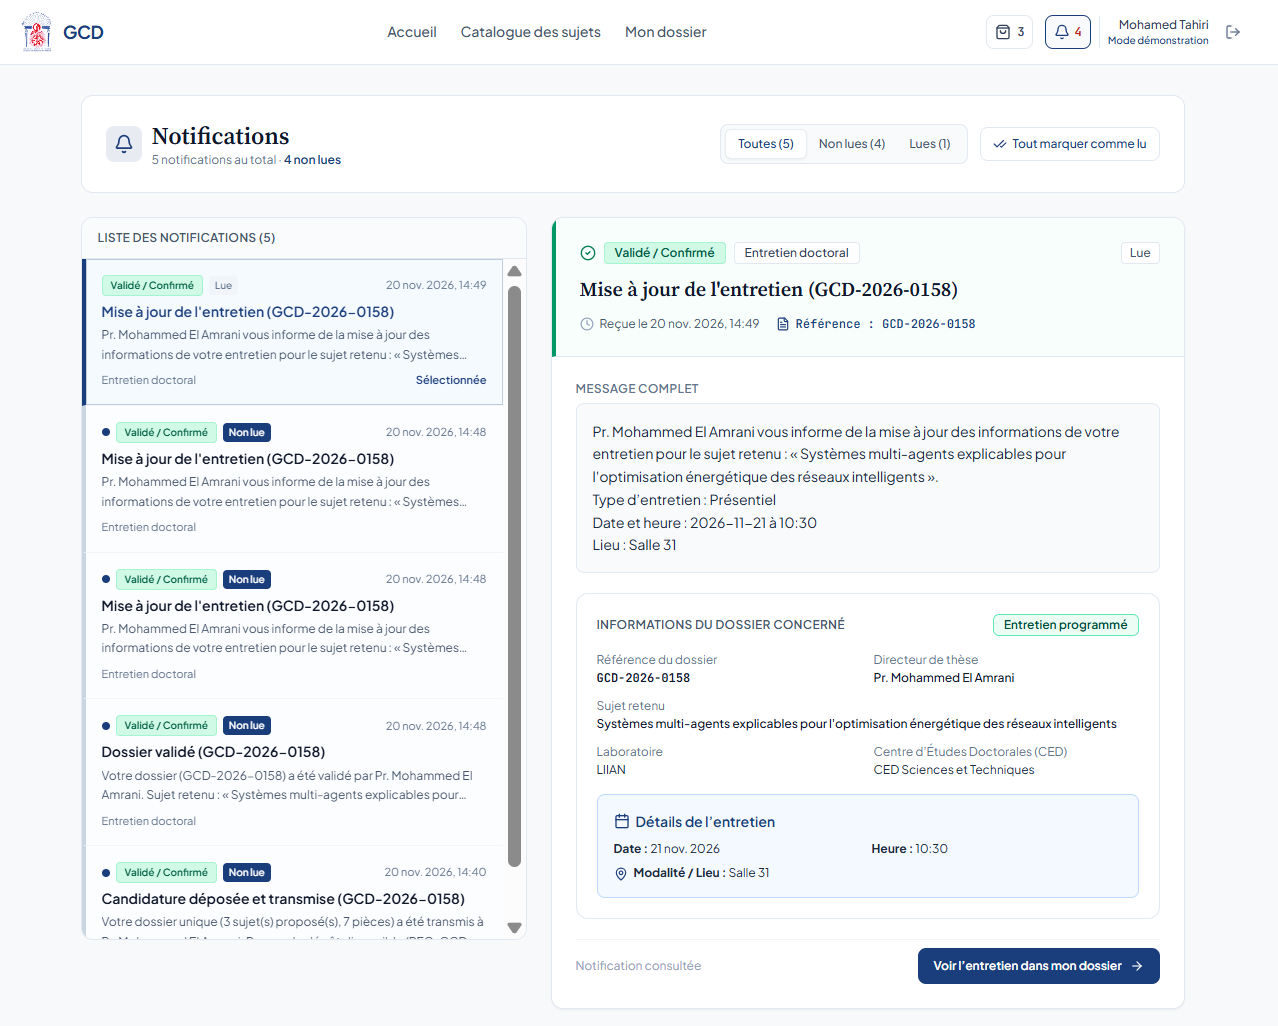 GCD
Accueil
Catalogue des sujets
Mon dossier
3
4
Mohamed Tahiri
Mode démonstration
Notifications
5 notifications au total · 4 non lues
Toutes (5)
Non lues (4)
Lues (1)
Tout marquer comme lu
LISTE DES NOTIFICATIONS (5)
Validé / Confirmé
Lue
20 nov. 2026, 14:49
Mise à jour de l'entretien (GCD-2026-0158)
Pr. Mohammed El Amrani vous informe de la mise à jour des
informations de votre entretien pour le sujet retenu : « Systèmes...
Entretien doctoral
Sélectionnée
Validé / Confirmé
Non lue
20 nov. 2026, 14:48
Mise à jour de l'entretien (GCD-2026-0158)
Pr. Mohammed El Amrani vous informe de la mise à jour des
informations de votre entretien pour le sujet retenu : « Systèmes...
Entretien doctoral
Validé / Confirmé
Non lue
20 nov. 2026, 14:48
Mise à jour de l'entretien (GCD-2026-0158)
Pr. Mohammed El Amrani vous informe de la mise à jour des
informations de votre entretien pour le sujet retenu : « Systèmes...
Entretien doctoral
Validé / Confirmé
Non lue
20 nov. 2026, 14:48
Dossier validé (GCD-2026-0158)
Votre dossier (GCD-2026-0158) a été validé par Pr. Mohammed El
Amrani. Sujet retenu : « Systèmes multi-agents explicables pour...
Entretien doctoral
Validé / Confirmé
Non lue
20 nov. 2026, 14:40
Candidature déposée et transmise (GCD-2026-0158)
Votre dossier unique (3 sujet(s) proposé(s), 7 pièces) a été transmis à
Validé / Confirmé
Entretien doctoral
Lue
Mise à jour de l'entretien (GCD-2026-0158)
Reçue le 20 nov. 2026, 14:49
Référence : GCD-2026-0158
MESSAGE COMPLET
Pr. Mohammed El Amrani vous informe de la mise à jour des informations de votre
entretien pour le sujet retenu : « Systèmes multi-agents explicables pour
l'optimisation énergétique des réseaux intelligents ».
Type d’entretien : Présentiel
Date et heure : 2026-11-21 à 10:30
Lieu : Salle 31
INFORMATIONS DU DOSSIER CONCERNÉ
Entretien programmé
Référence du dossier
GCD-2026-0158
Directeur de thèse
Pr. Mohammed El Amrani
Sujet retenu
Systèmes multi-agents explicables pour l'optimisation énergétique des réseaux intelligents
Laboratoire
LIIAN
Centre d’Études Doctorales (CED)
CED Sciences et Techniques
Détails de l’entretien
Date : 21 nov. 2026
Heure : 10:30
Modalité / Lieu : Salle 31
Notification consultée
Voir l’entretien dans mon dossier